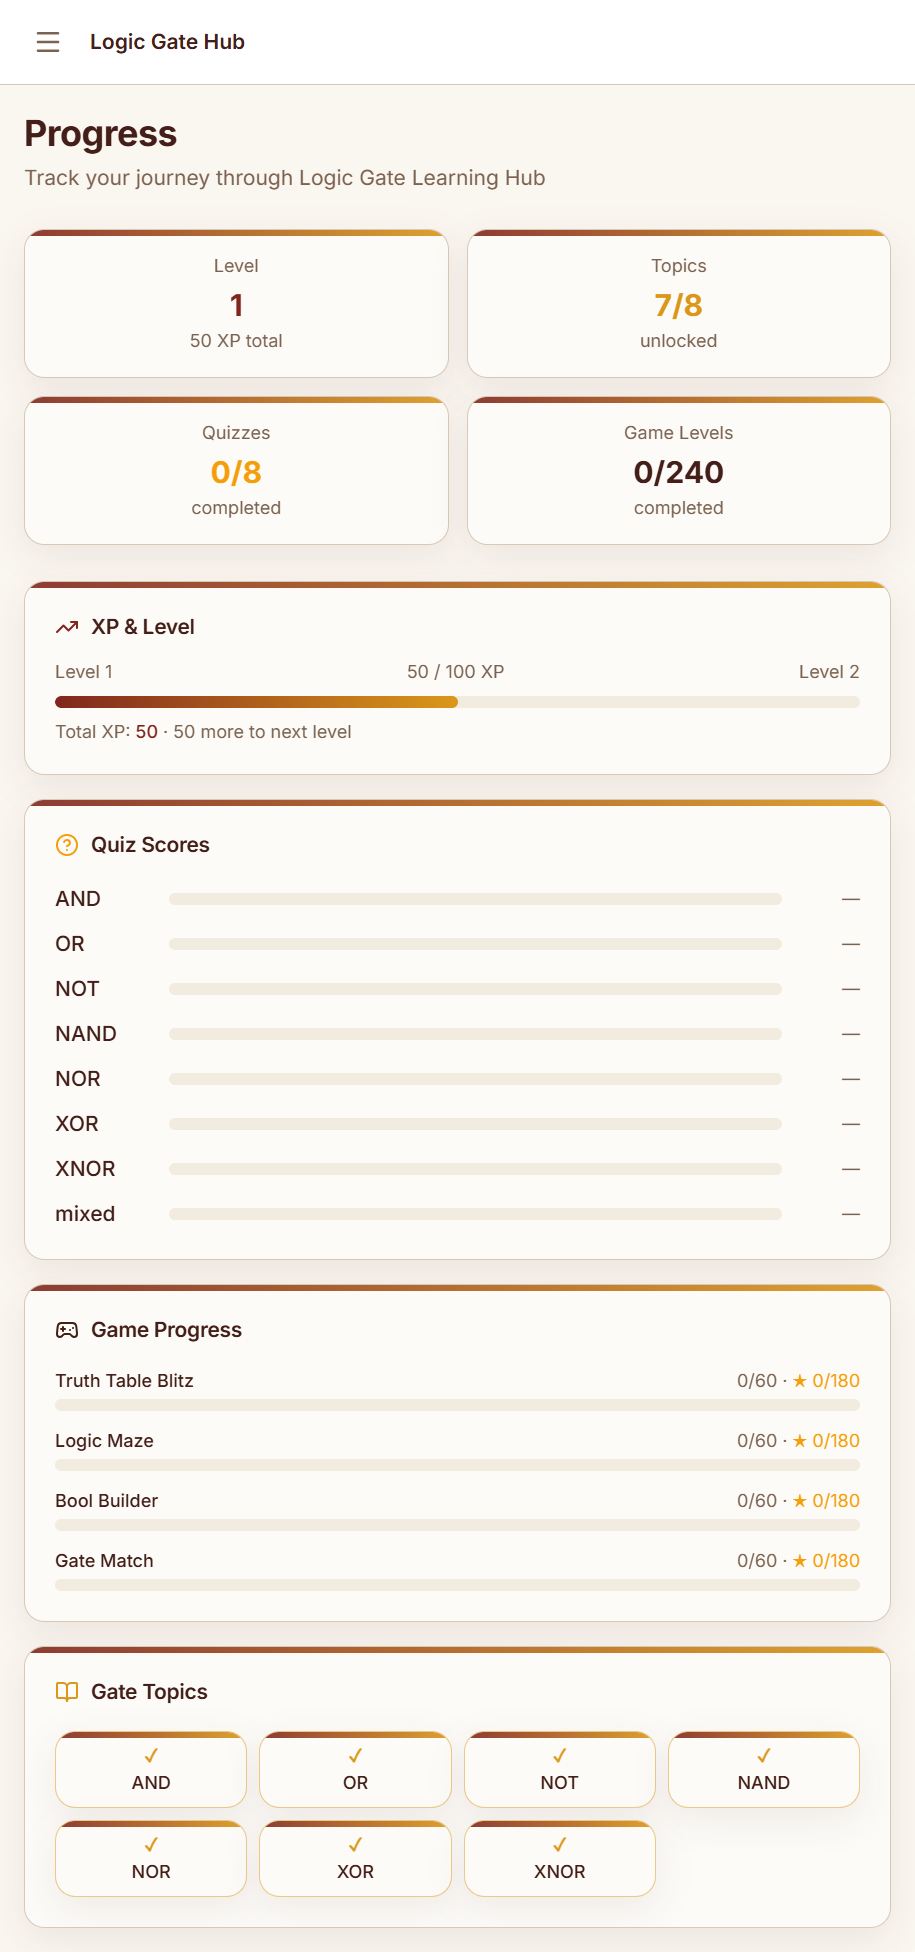 Logic Gate Hub
Progress
Track your journey through Logic Gate Learning Hub
Level
1
50 XP total
Topics
7/8
unlocked
Quizzes
0/8
completed
Game Levels
0/240
completed
XP & Level
Level 1 50 / 100 XP Level 2
Total XP: 50 · 50 more to next level
Quiz Scores
AND —
OR —
NOT —
NAND —
NOR —
XOR —
XNOR —
mixed —
Game Progress
Truth Table Blitz 0/60 · ★ 0/180
Logic Maze 0/60 · ★ 0/180
Bool Builder 0/60 · ★ 0/180
Gate Match 0/60 · ★ 0/180
Gate Topics
✓ ✓ ✓ ✓
AND OR NOT NAND
✓ ✓ ✓
NOR XOR XNOR